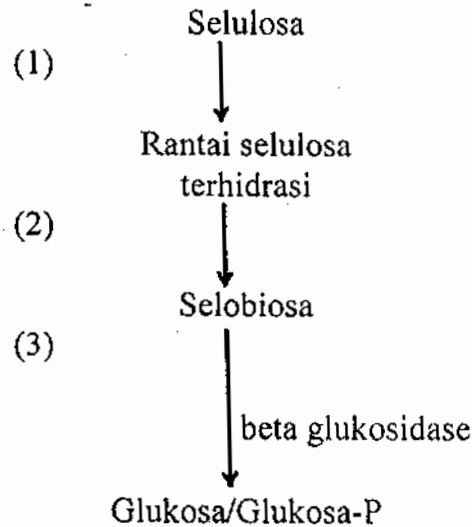 Selulosa
(1)
Rantai selulosa
terhidrasi
(2)
Selobiosa
(3)
beta glukosidase
Glukosa/Glukosa-P